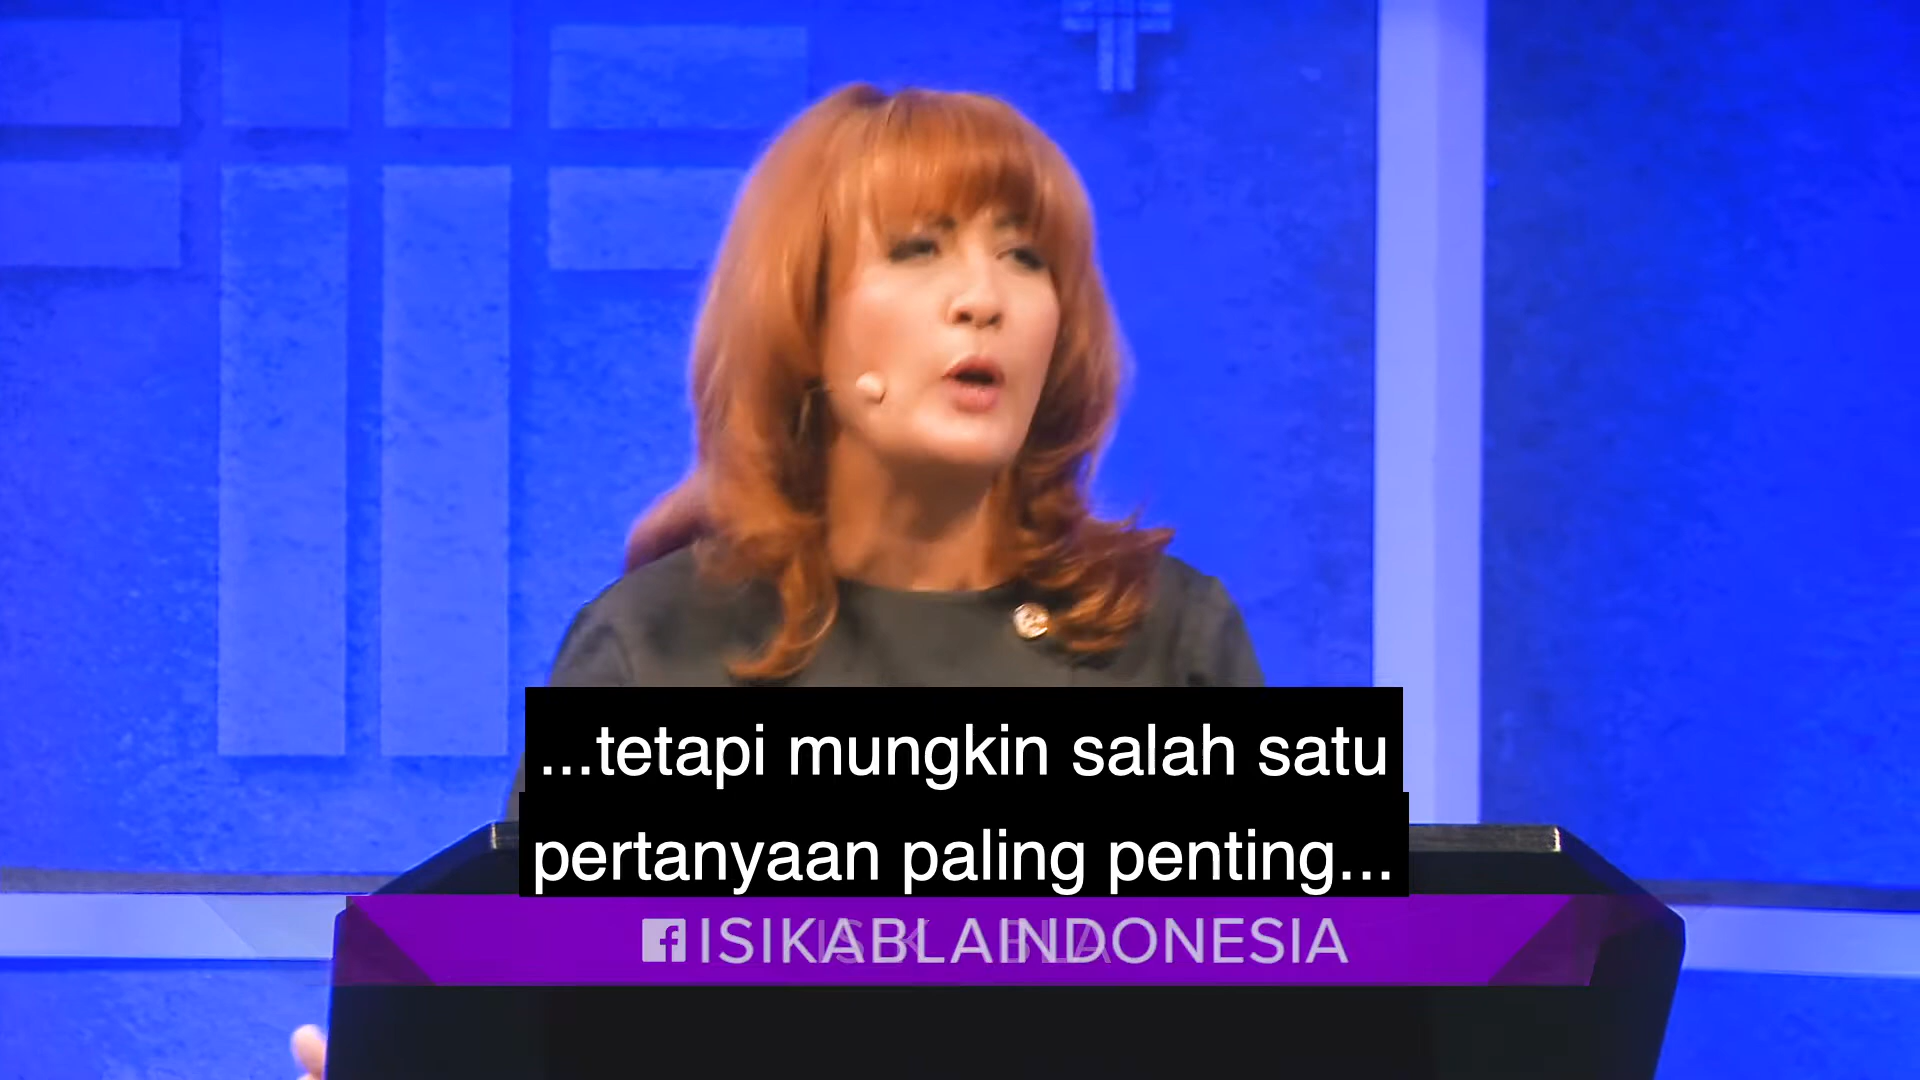 ...tetapi mungkin salah satu
pertanyaan paling penting...
ISIKABLAINDONESIA